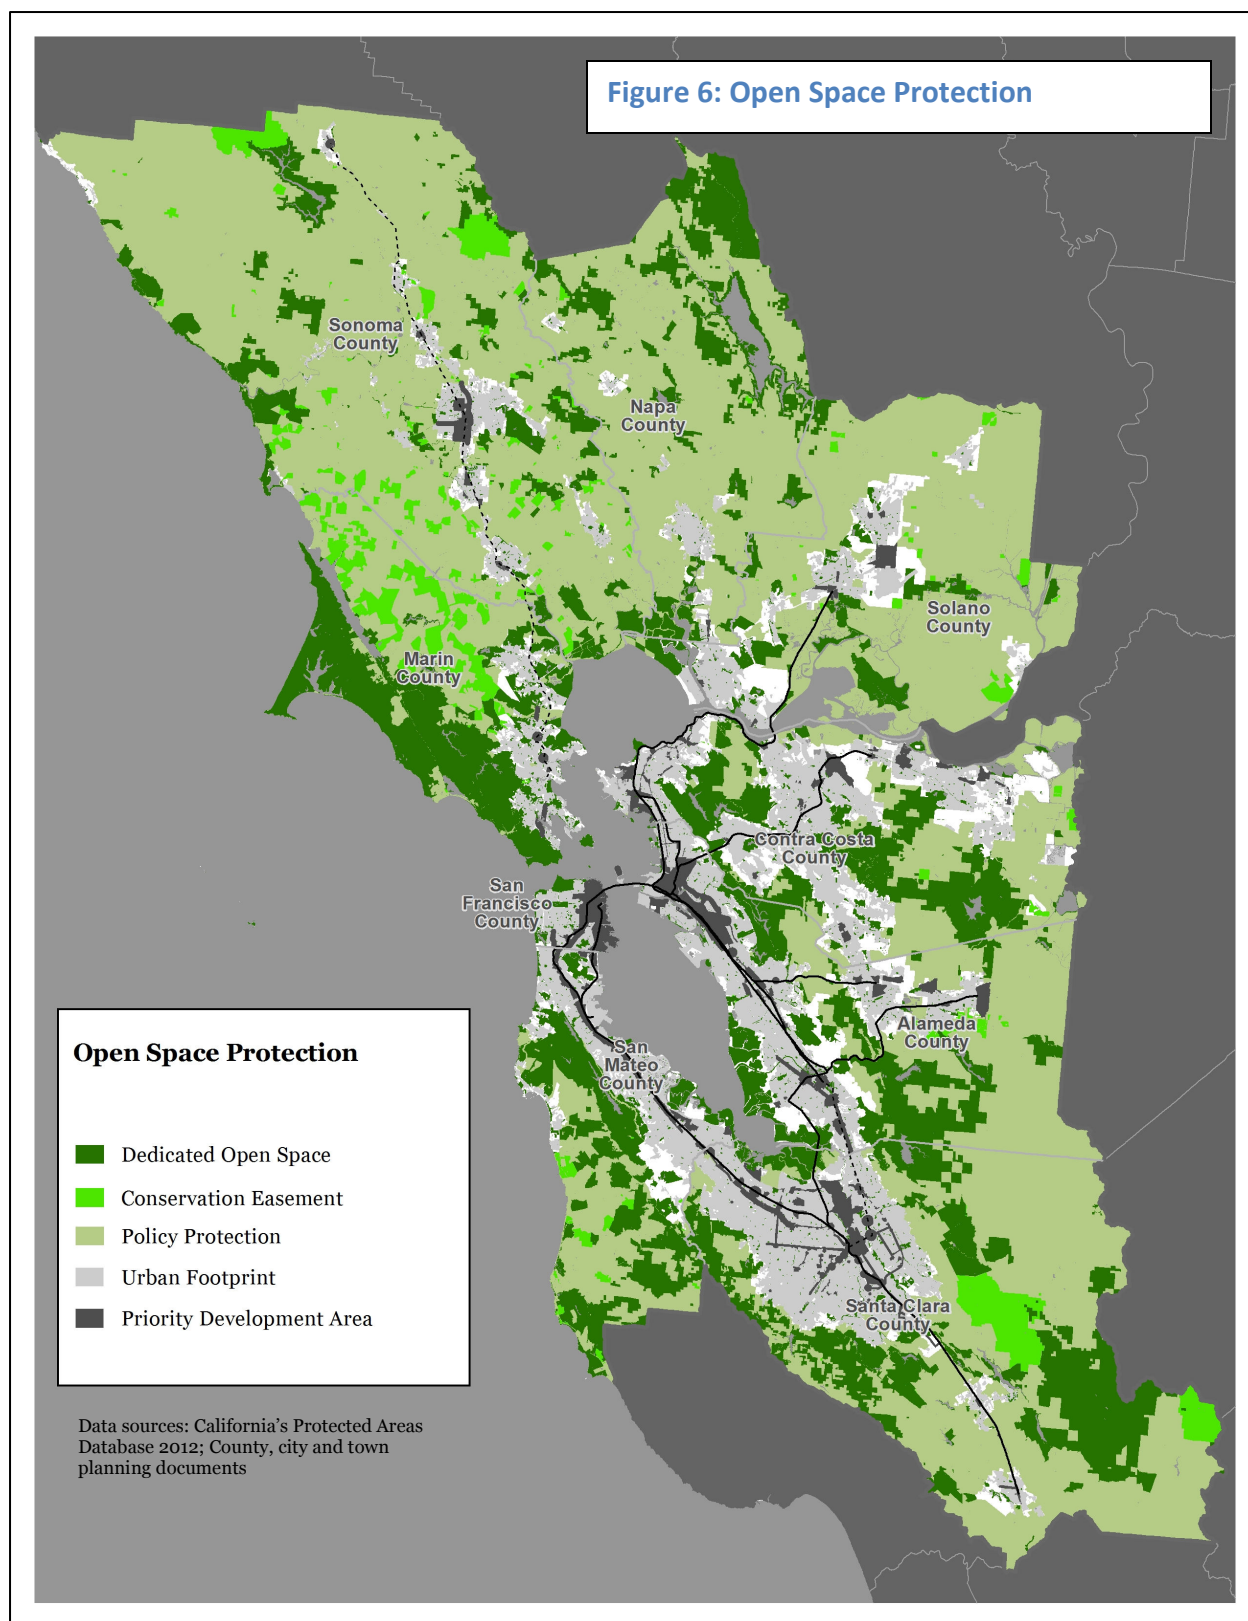 Figure 6: Open Space Protection
Sonoma
County
Napa
County
Solano
County
Marin
County
Contra Costa
County
San
Francisco
County
Alameda
County
San
Mateo
County
Santa Clara
County
Open Space Protection
Dedicated Open Space
Conservation Easement
Policy Protection
Urban Footprint
Priority Development Area
Data sources: California's Protected Areas
Database 2012; County, city and town
planning documents